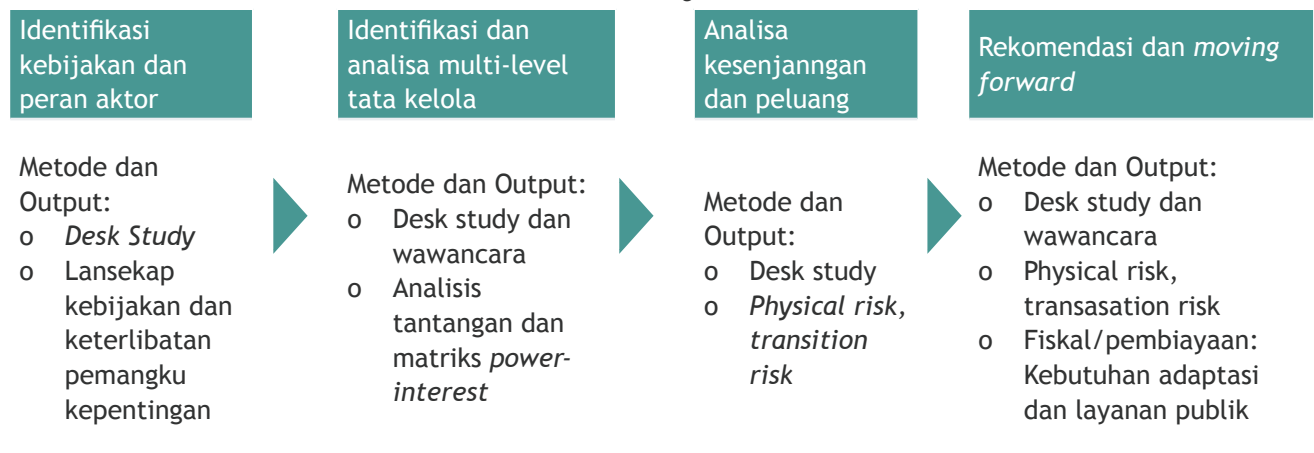 Identifikasi
kebijakan dan
peran aktor
Metode dan
Output:
o Desk Study
o Lansekap
kebijakan dan
keterlibatan
pemangku
kepentingan
Identifikasi dan
analisa multi-level
tata kelola
Metode dan Output:
o Desk study dan
wawancara
o Analisis
tantangan dan
matriks power-
interest
Analisa
kesenjanngan
dan peluang
Metode dan
Output:
o Desk study
o Physical risk,
transition
risk
Rekomendasi dan moving
forward
Metode dan Output:
o Desk study dan
wawancara
o Physical risk,
transasation risk
o Fiskal/pembiayaan:
Kebutuhan adaptasi
dan layanan publik